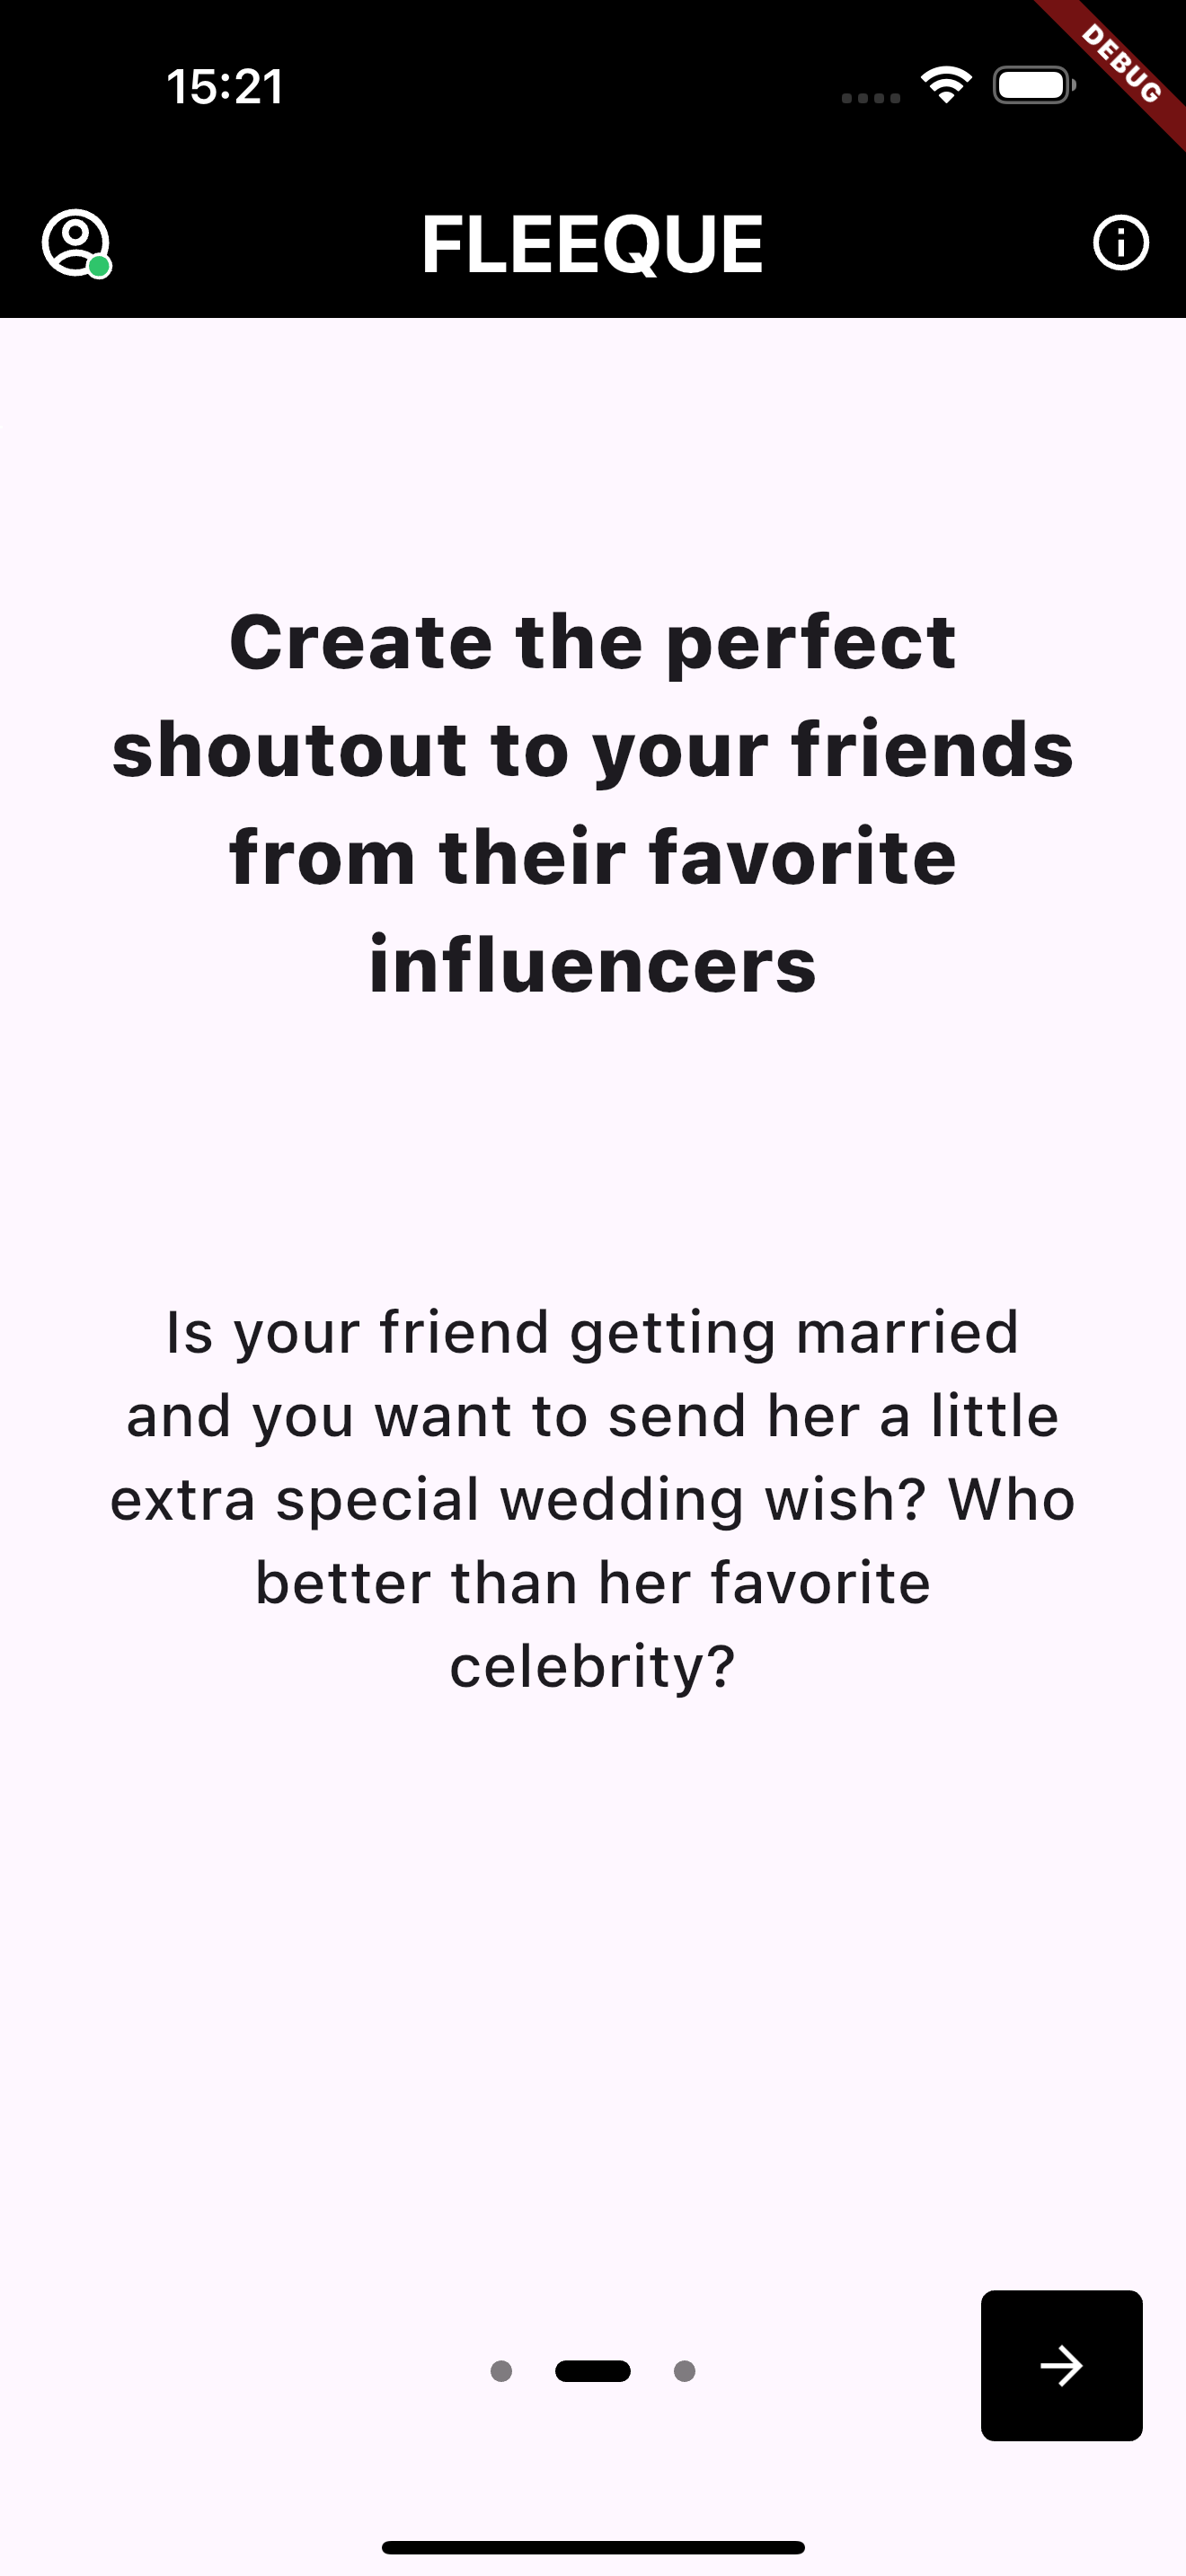 15:21
DEBUG
FLEEQUE
Create the perfect
shoutout to your friends
from their favorite
influencers
Is your friend getting married
and you want to send her a little
extra special wedding wish? Who
better than her favorite
celebrity?